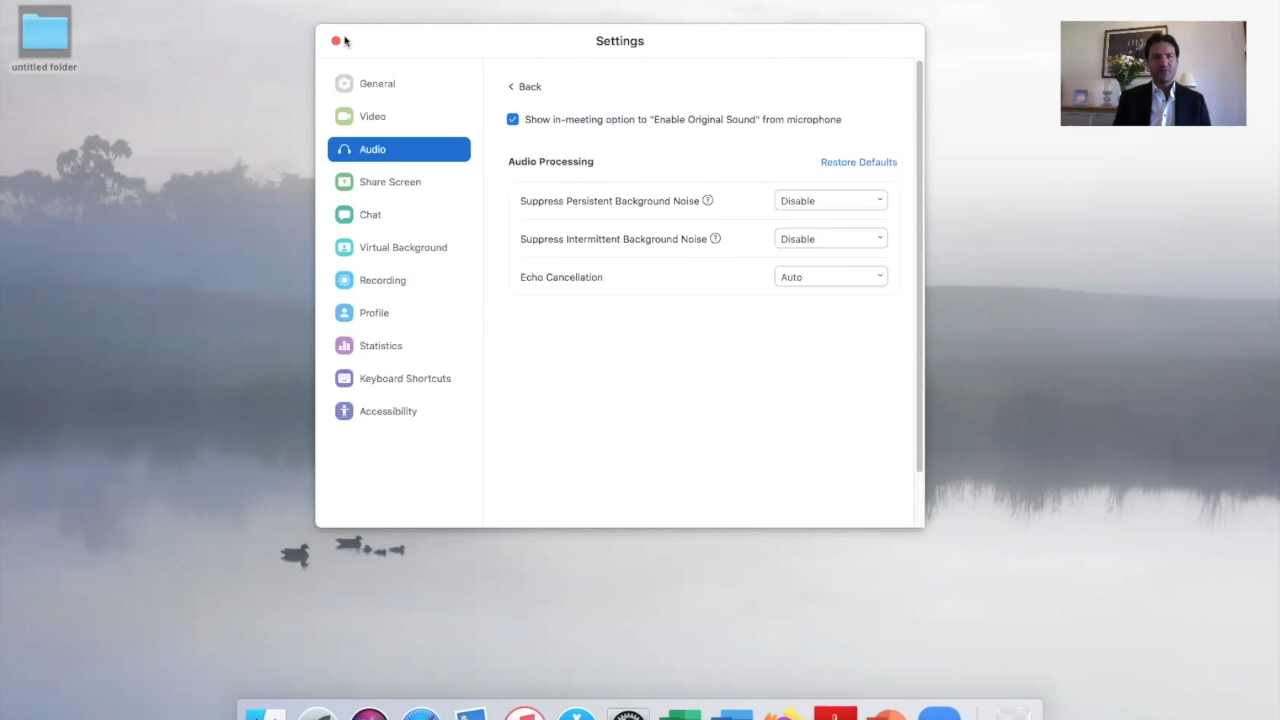 untitled folder
Settings
General
Video
Audio
Share Screen
Chat
Virtual Background
Recording
Profile
Statistics
Keyboard Shortcuts
Accessibility
Back
Show in-meeting option to "Enable Original Sound" from microphone
Audio Processing Restore Defaults
Suppress Persistent Background Noise ? Disable
Suppress Intermittent Background Noise ? Disable
Echo Cancellation Auto